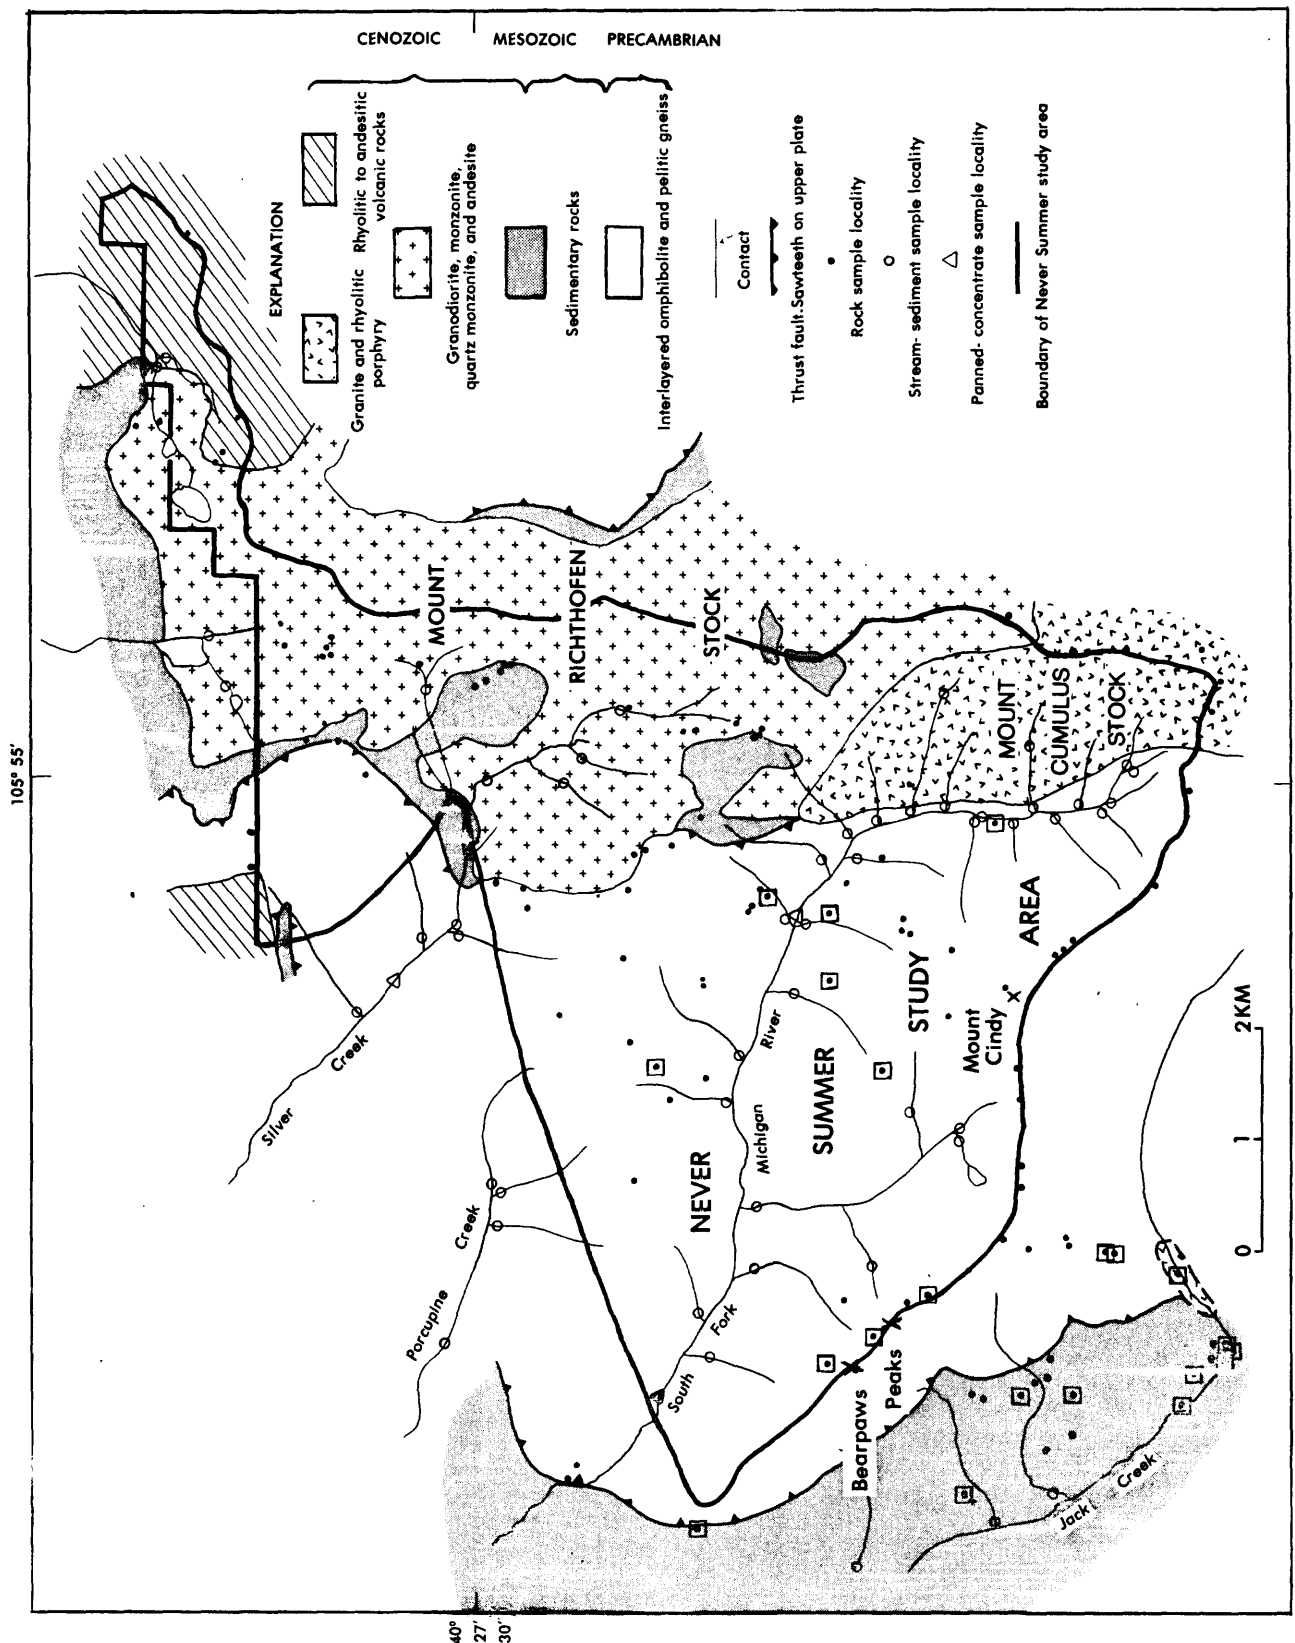 105° 55'
40°
27'
30"
EXPLANATION
CENOZOIC
MESOZOIC
PRECAMBRIAN
Granite and rhyolitic
porphyry
Rhyolitic to andesitic
volcanic rocks
Granodiorite, monzonite,
quartz monzonite, and andesite
Sedimentary rocks
Interlayered amphibolite and pelitic gneiss
Contact
Thrust fault. Sawteeth on upper plate
Rock sample locality
Stream- sediment sample locality
Panned- concentrate sample locality
Boundary of Never Summer study area
MOUNT
RICHTHOFEN
STOCK
MOUNT
CUMULUS
STOCK
NEVER
SUMMER
STUDY
AREA
Mount
Cindy
Silver
Creek
Porcupine
Creek
South
Fork
Michigan
River
Bearpaws
Peaks
Jack
Creek
0
1
2KM